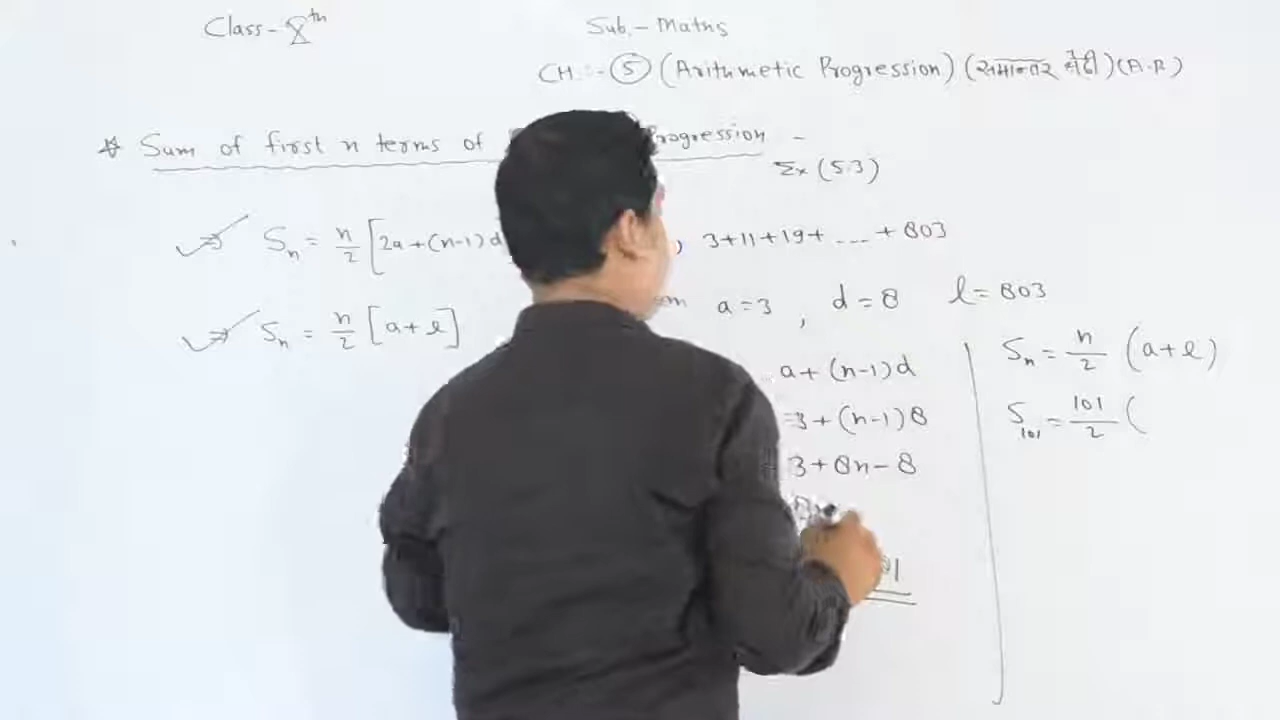 Class-Xth Sub.- Maths
CH:-(5) (Arithmetic Progression) (समान्तर श्रेढ़ी) (A.P)
☆ Sum of first n terms of Progression -
Ex (5.3)
Sn = n/2 [2a+(n-1)d , 3+11+19+ .... + 803
a=3 , d=8 l=803
Sn = n/2 [a+l]
a+(n-1)d
=3+(n-1)8
3+8n-8
Sn = n/2 (a+l)
S101 = 101/2 (